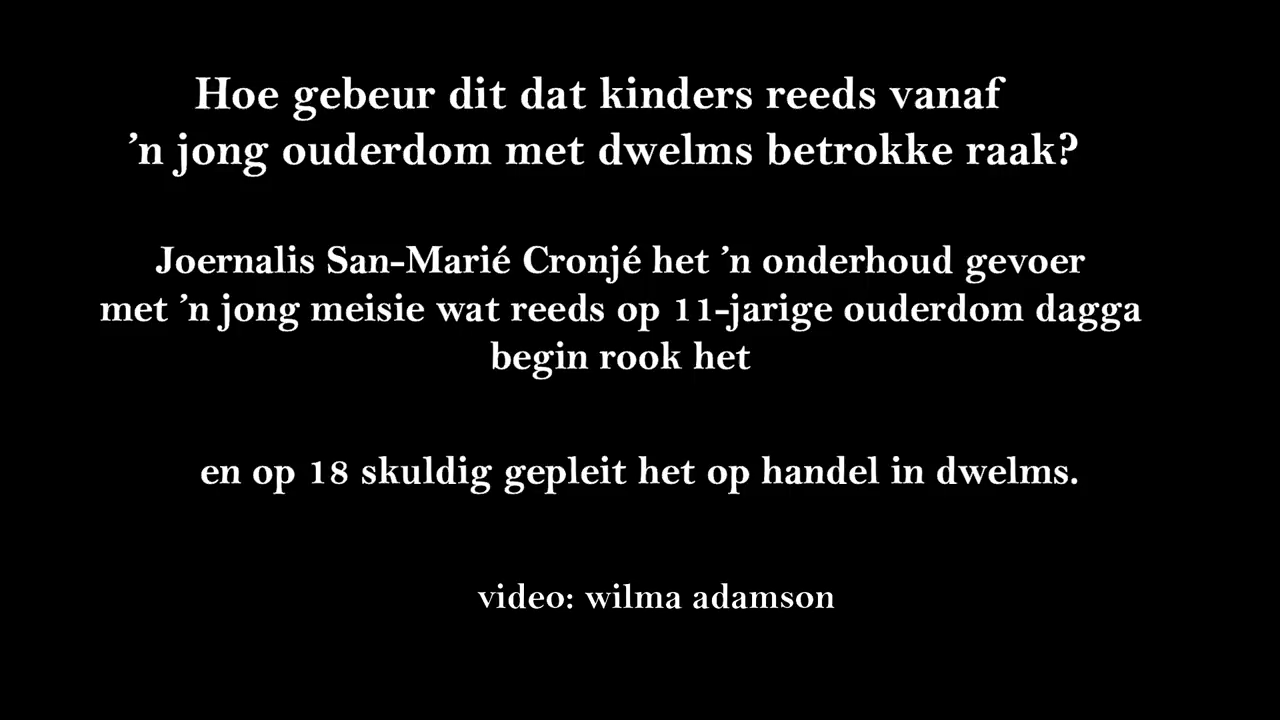 Hoe gebeur dit dat kinders reeds vanaf
’n jong ouderdom met dwelms betrokke raak?
Joernalis San-Marié Cronjé het ’n onderhoud gevoer
met ’n jong meisie wat reeds op 11-jarige ouderdom dagga
begin rook het
en op 18 skuldig gepleit het op handel in dwelms.
video: wilma adamson